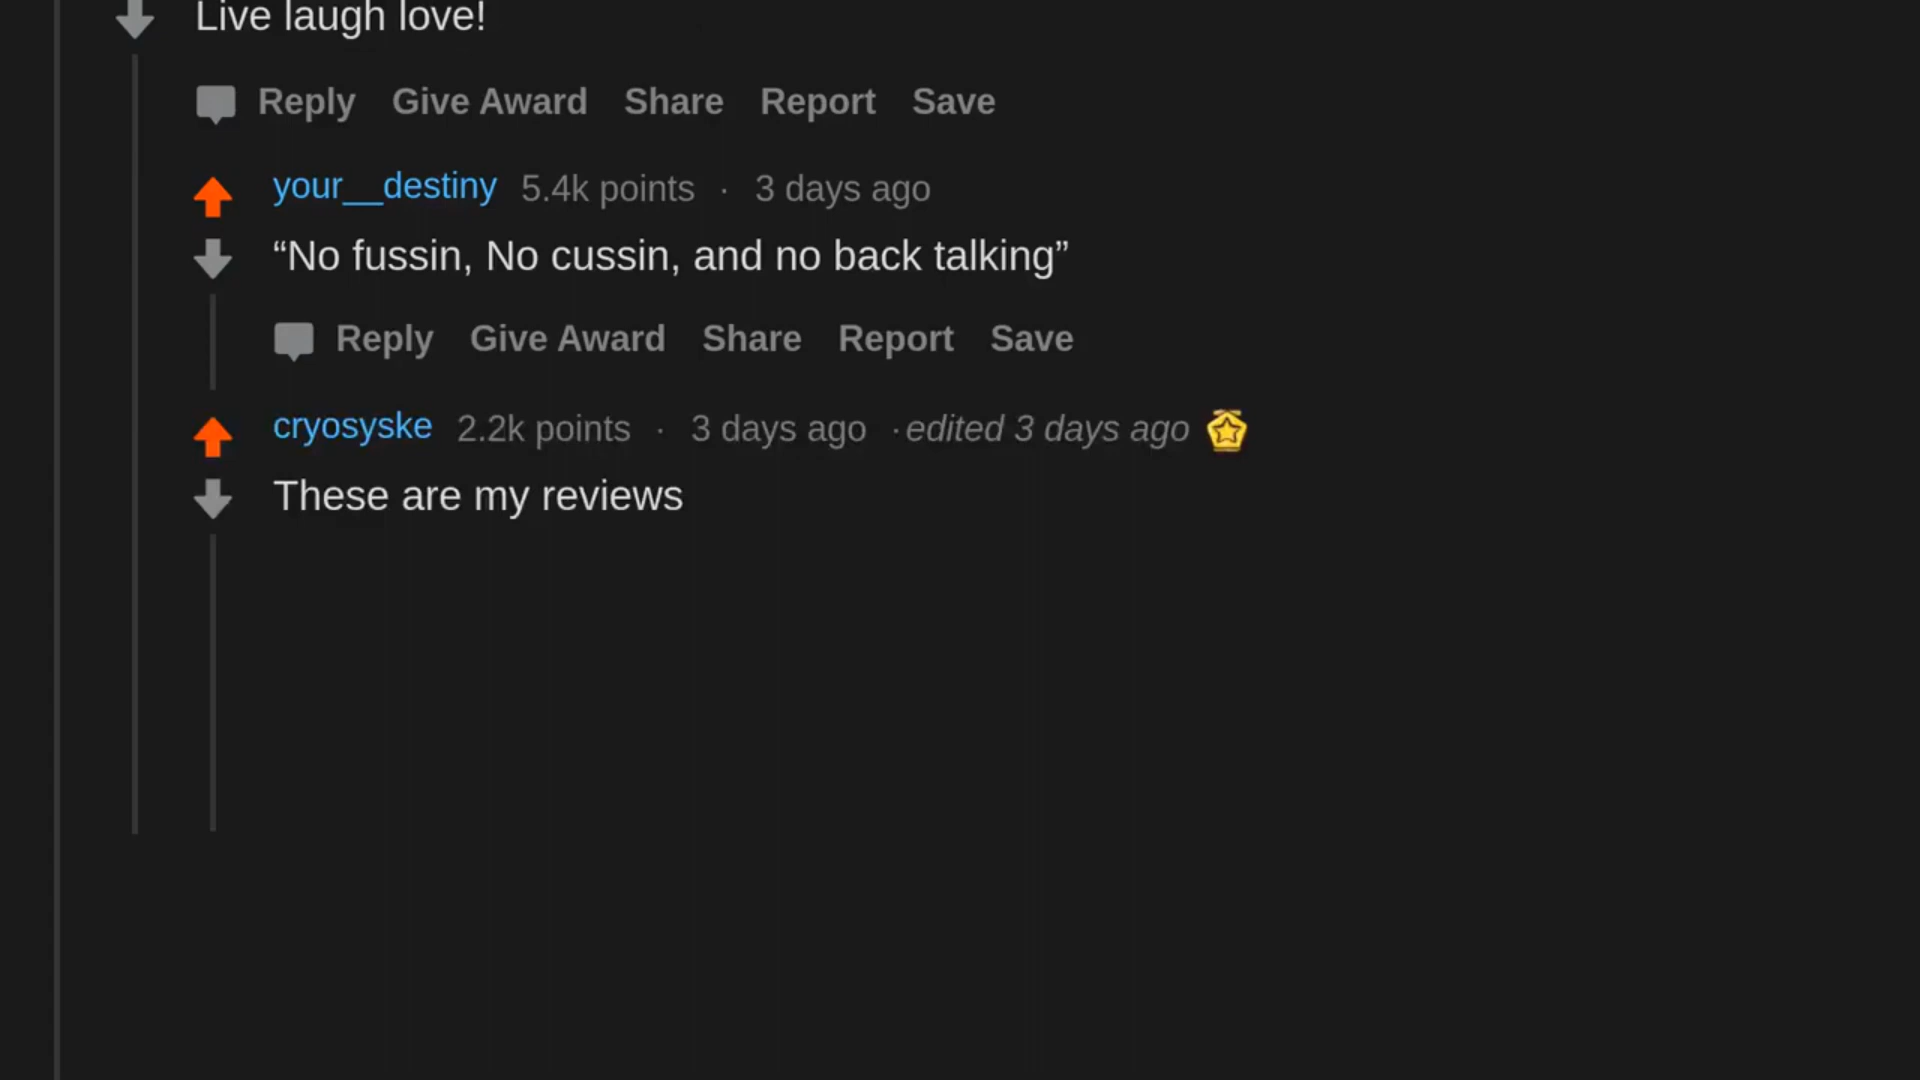 Live laugh love!
Reply Give Award Share Report Save
your__destiny 5.4k points · 3 days ago
“No fussin, No cussin, and no back talking”
Reply Give Award Share Report Save
cryosyske 2.2k points · 3 days ago · edited 3 days ago
These are my reviews